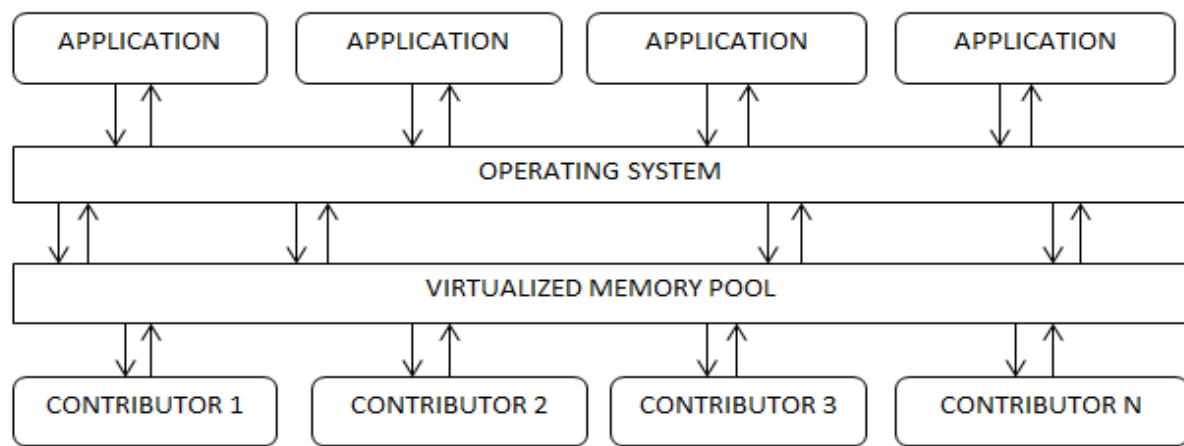 APPLICATION APPLICATION APPLICATION APPLICATION
OPERATING SYSTEM
VIRTUALIZED MEMORY POOL
CONTRIBUTOR 1 CONTRIBUTOR 2 CONTRIBUTOR 3 CONTRIBUTOR N